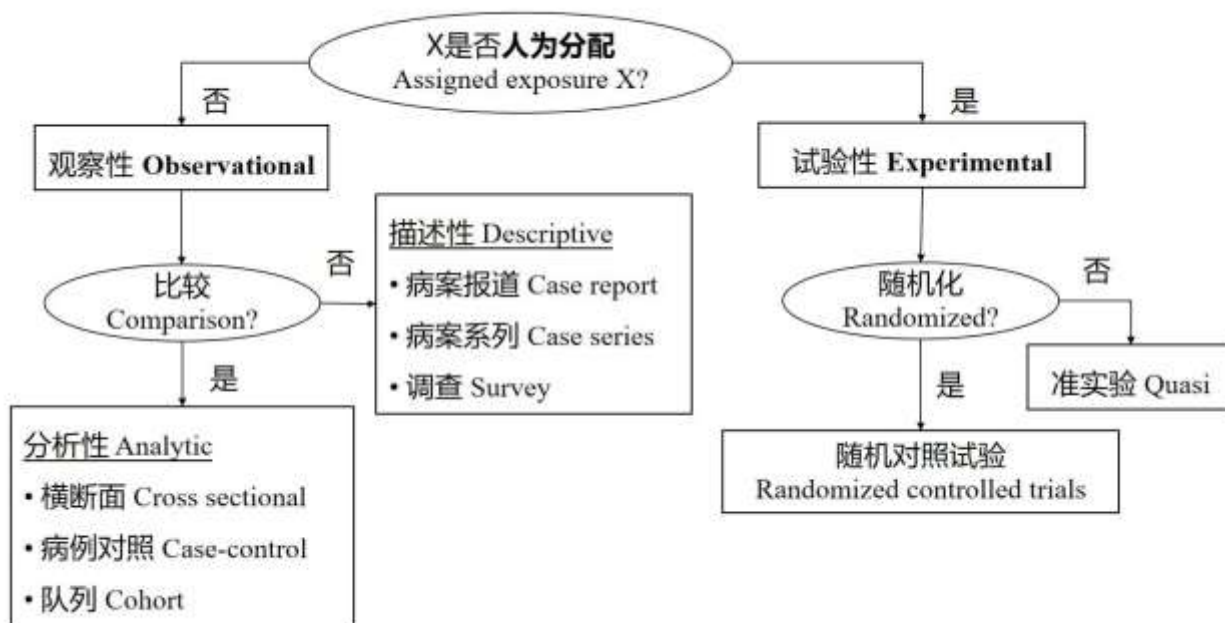 X是否人为分配
Assigned exposure X?
否
是
观察性 Observational
试验性 Experimental
描述性 Descriptive
• 病案报道 Case report
• 病案系列 Case series
• 调查 Survey
否
比较
Comparison?
是
随机化
Randomized?
否
是
准实验 Quasi
分析性 Analytic
• 横断面 Cross sectional
• 病例对照 Case-control
• 队列 Cohort
随机对照试验
Randomized controlled trials